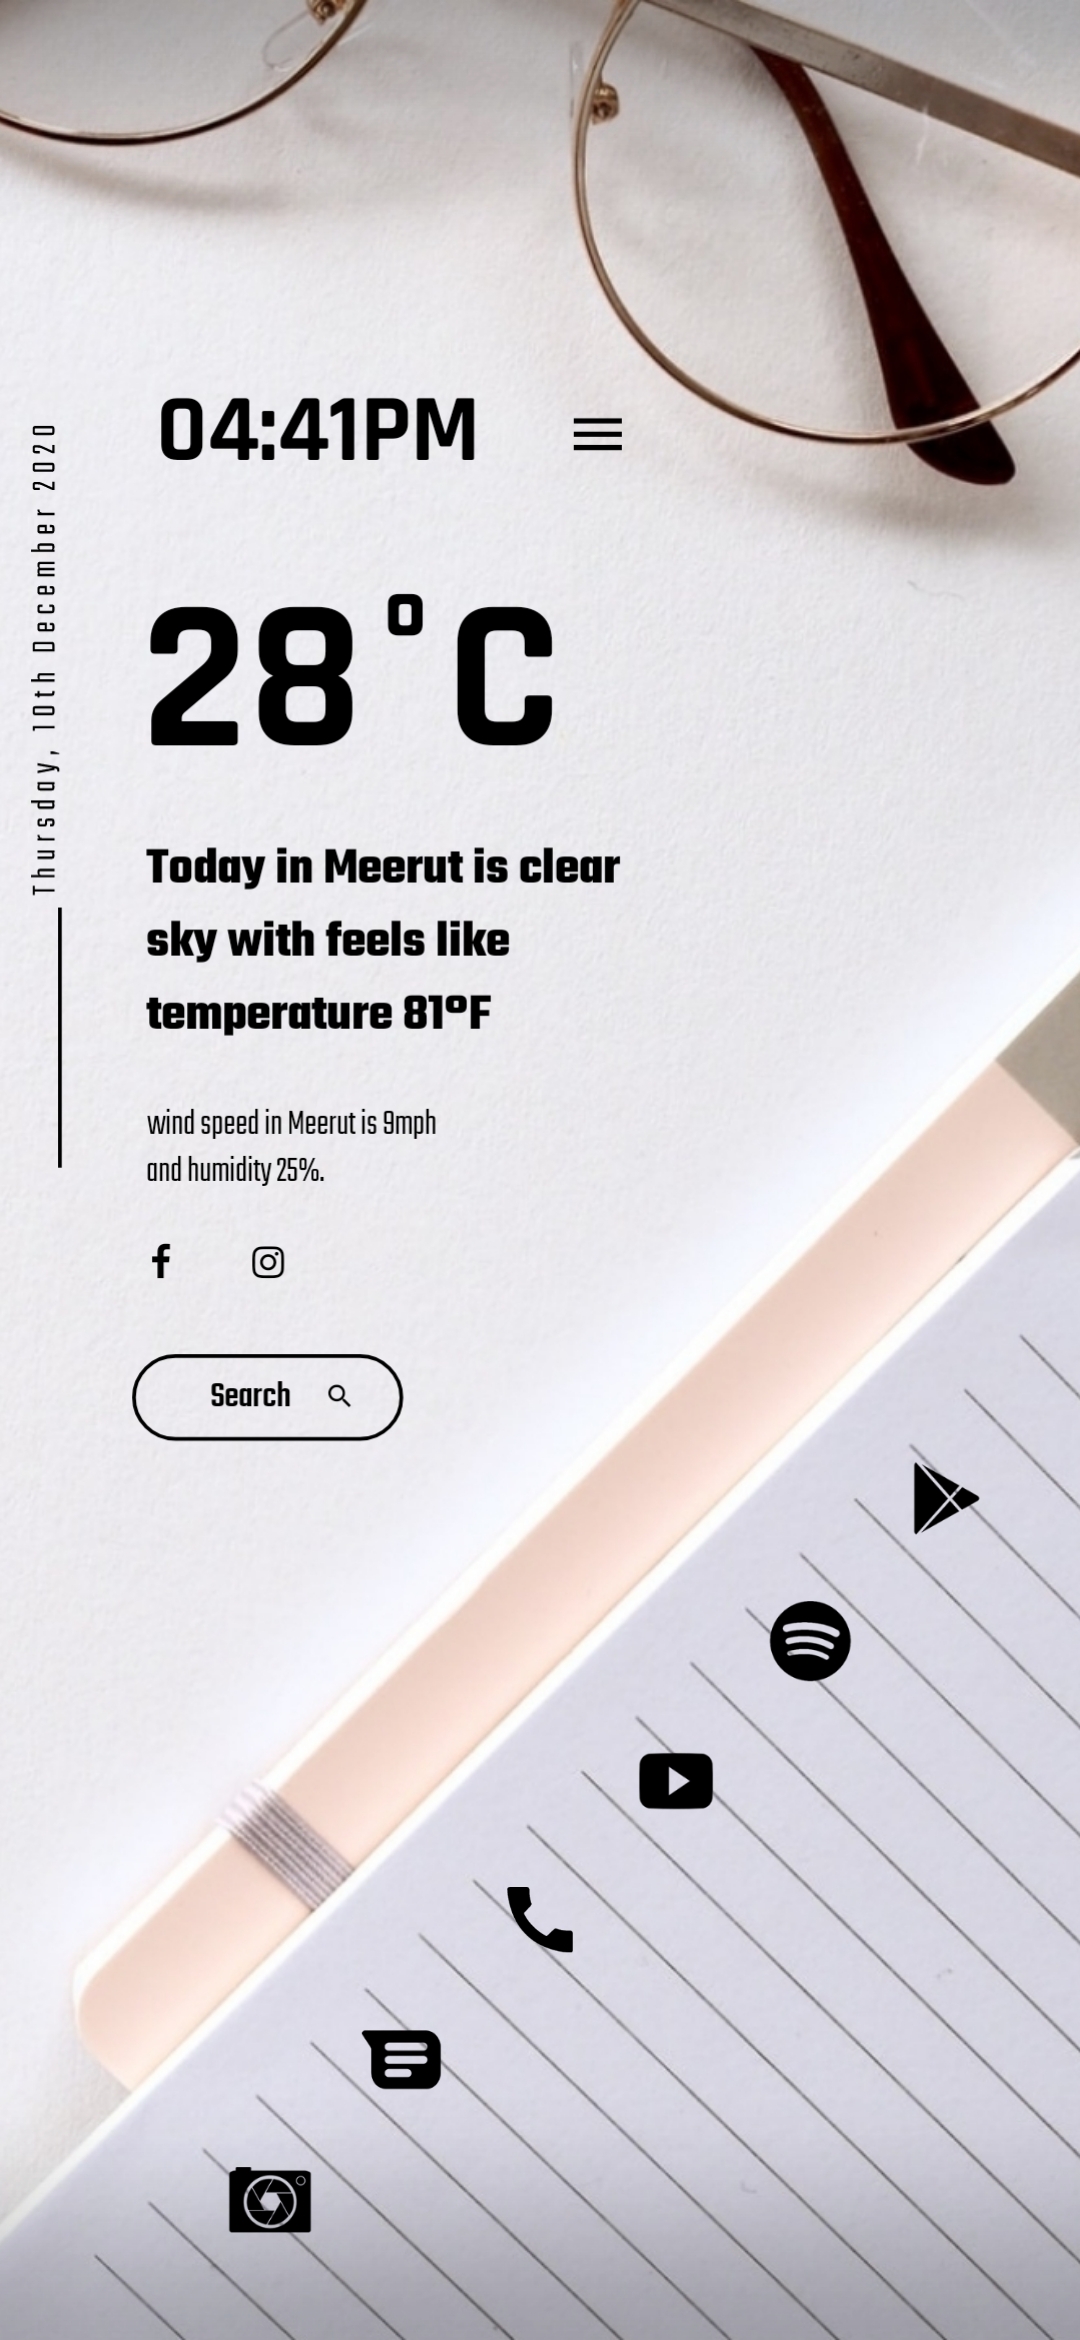 04:41PM
Thursday, 10th December 2020
28°C
Today in Meerut is clear
sky with feels like
temperature 81ºF
wind speed in Meerut is 9mph
and humidity 25%.
Search